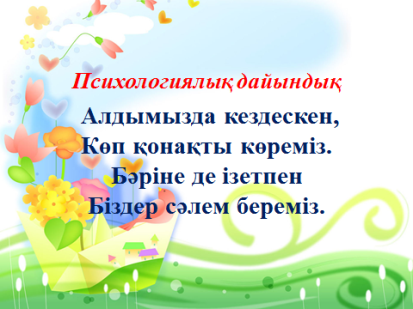 Психологиялық дайындық
Алдымызда кездескен,
Көп қонақты көреміз.
Бәріне де ізетпен
Біздер сәлем береміз.